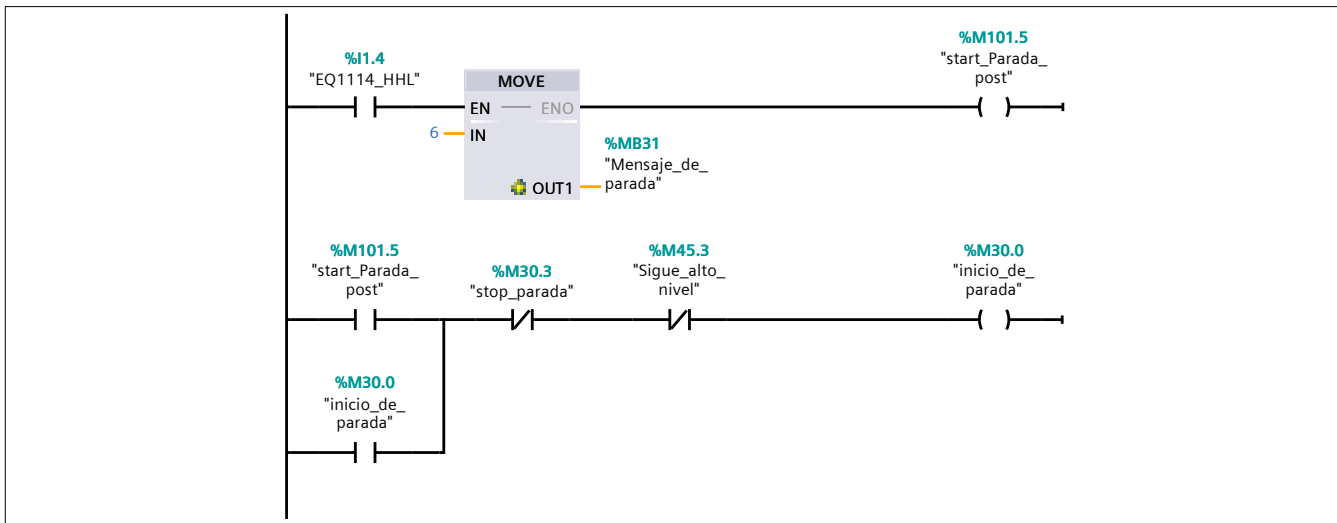 %I1.4
"EQ1114_HHL"
MOVE
EN
ENO
6
IN
OUT1
%MB31
"Mensaje_de_
parada"
%M101.5
"start_Parada_
post"
%M101.5
"start_Parada_
post"
%M30.3
"stop_parada"
%M45.3
"Sigue_alto_
nivel"
%M30.0
"inicio_de_
parada"
%M30.0
"inicio_de_
parada"